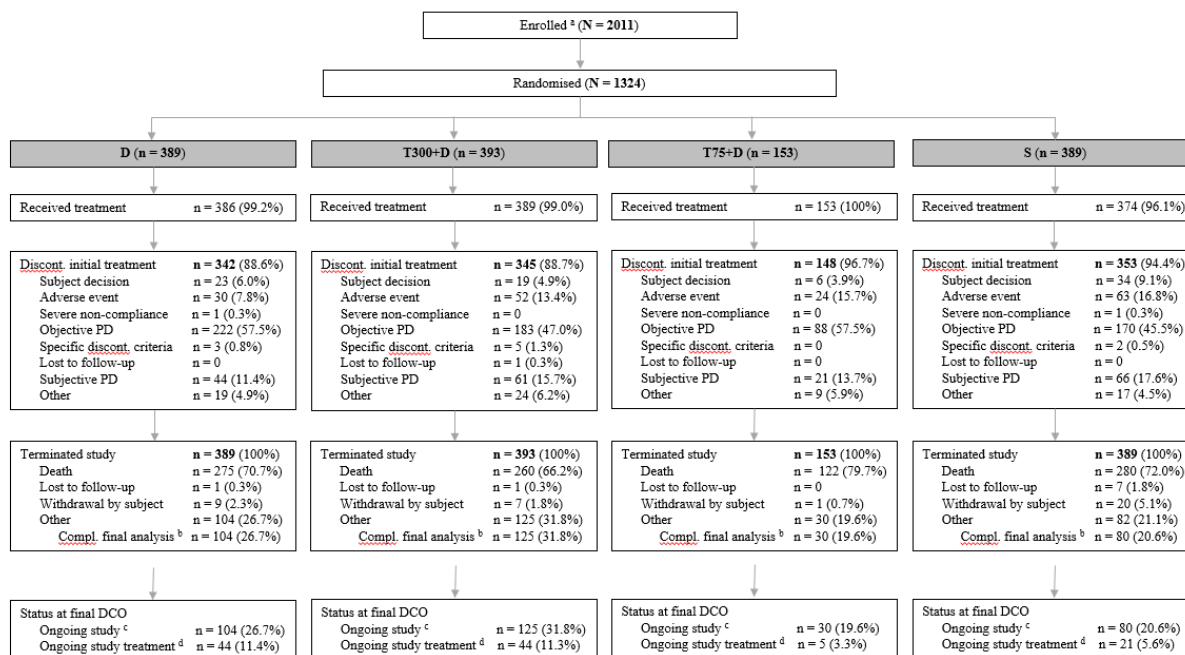 Enrolled a (N = 2011)
Randomised (N = 1324)
D (n = 389)
Received treatment n = 386 (99.2%)
Discont. initial treatment n = 342 (88.6%)
Subject decision n = 23 (6.0%)
Adverse event n = 30 (7.8%)
Severe non-compliance n = 1 (0.3%)
Objective PD n = 222 (57.5%)
Specific discont. criteria n = 3 (0.8%)
Lost to follow-up n = 0
Subjective PD n = 44 (11.4%)
Other n = 19 (4.9%)
Terminated study n = 389 (100%)
Death n = 275 (70.7%)
Lost to follow-up n = 1 (0.3%)
Withdrawal by subject n = 9 (2.3%)
Other n = 104 (26.7%)
Compl. final analysis b n = 104 (26.7%)
Status at final DCO
Ongoing study c n = 104 (26.7%)
Ongoing study treatment d n = 44 (11.4%)
T300+D (n = 393)
Received treatment n = 389 (99.0%)
Discont. initial treatment n = 345 (88.7%)
Subject decision n = 19 (4.9%)
Adverse event n = 52 (13.4%)
Severe non-compliance n = 0
Objective PD n = 183 (47.0%)
Specific discont. criteria n = 5 (1.3%)
Lost to follow-up n = 1 (0.3%)
Subjective PD n = 61 (15.7%)
Other n = 24 (6.2%)
Terminated study n = 393 (100%)
Death n = 260 (66.2%)
Lost to follow-up n = 1 (0.3%)
Withdrawal by subject n = 7 (1.8%)
Other n = 125 (31.8%)
Compl. final analysis b n = 125 (31.8%)
Status at final DCO
Ongoing study c n = 125 (31.8%)
Ongoing study treatment d n = 44 (11.3%)
T75+D (n = 153)
Received treatment n = 153 (100%)
Discont. initial treatment n = 148 (96.7%)
Subject decision n = 6 (3.9%)
Adverse event n = 24 (15.7%)
Severe non-compliance n = 0
Objective PD n = 88 (57.5%)
Specific discont. criteria n = 0
Lost to follow-up n = 0
Subjective PD n = 21 (13.7%)
Other n = 9 (5.9%)
Terminated study n = 153 (100%)
Death n = 122 (79.7%)
Lost to follow-up n = 0
Withdrawal by subject n = 1 (0.7%)
Other n = 30 (19.6%)
Compl. final analysis b n = 30 (19.6%)
Status at final DCO
Ongoing study c n = 30 (19.6%)
Ongoing study treatment d n = 5 (3.3%)
S (n = 389)
Received treatment n = 374 (96.1%)
Discont. initial treatment n = 353 (94.4%)
Subject decision n = 34 (9.1%)
Adverse event n = 63 (16.8%)
Severe non-compliance n = 1 (0.3%)
Objective PD n = 170 (45.5%)
Specific discont. criteria n = 2 (0.5%)
Lost to follow-up n = 0
Subjective PD n = 66 (17.6%)
Other n = 17 (4.5%)
Terminated study n = 389 (100%)
Death n = 280 (72.0%)
Lost to follow-up n = 7 (1.8%)
Withdrawal by subject n = 20 (5.1%)
Other n = 82 (21.1%)
Compl. final analysis b n = 80 (20.6%)
Status at final DCO
Ongoing study c n = 80 (20.6%)
Ongoing study treatment d n = 21 (5.6%)